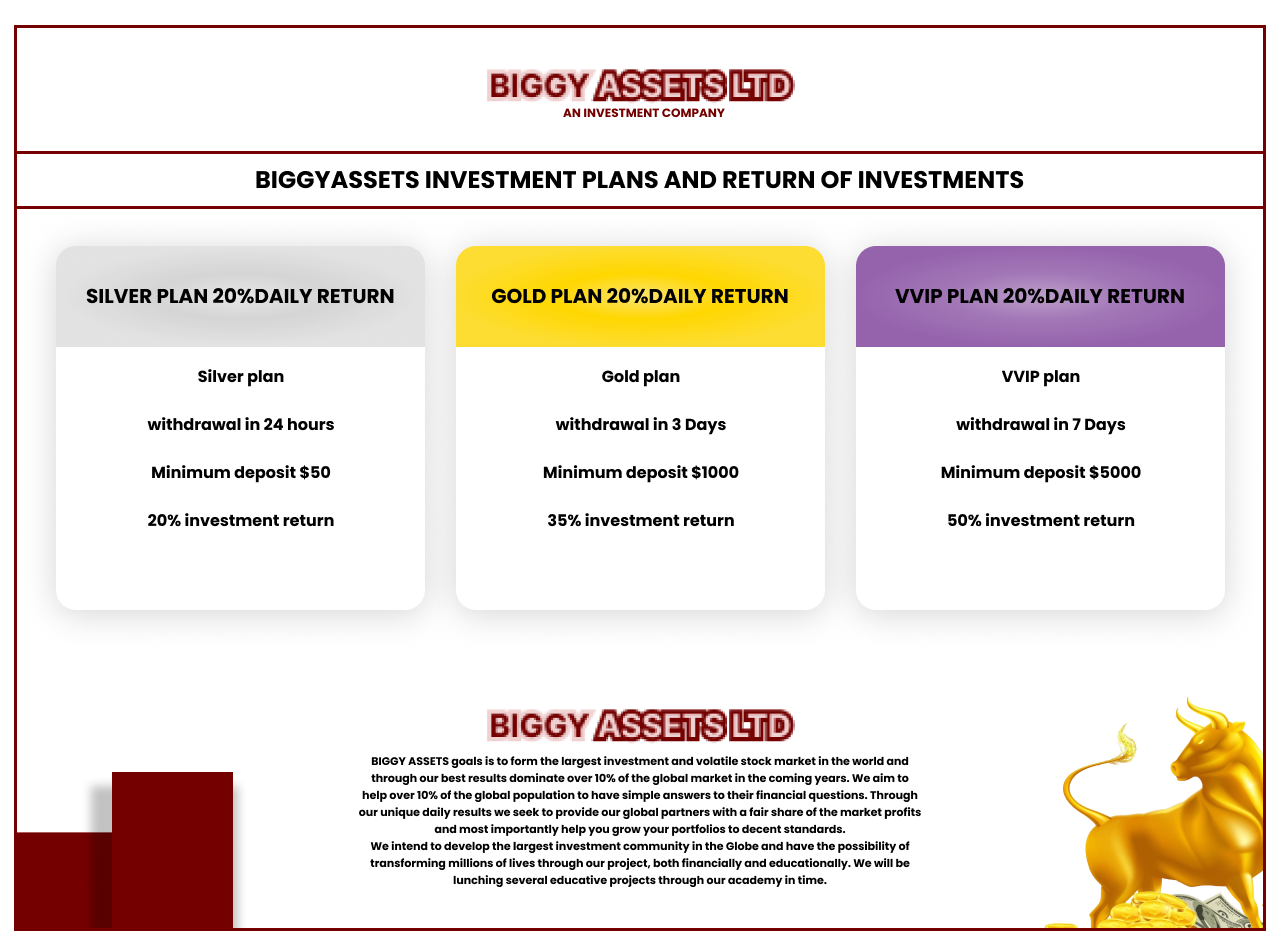 BIGGY ASSETS LTD
AN INVESTMENT COMPANY
BIGGYASSETS INVESTMENT PLANS AND RETURN OF INVESTMENTS
SILVER PLAN 20%DAILY RETURN
Silver plan
withdrawal in 24 hours
Minimum deposit $50
20% investment return
GOLD PLAN 20%DAILY RETURN
Gold plan
withdrawal in 3 Days
Minimum deposit $1000
35% investment return
VVIP PLAN 20%DAILY RETURN
VVIP plan
withdrawal in 7 Days
Minimum deposit $5000
50% investment return
BIGGY ASSETS LTD
BIGGY ASSETS goals is to form the largest investment and volatile stock market in the world and
through our best results dominate over 10% of the global market in the coming years. We aim to
help over 10% of the global population to have simple answers to their financial questions. Through
our unique daily results we seek to provide our global partners with a fair share of the market profits
and most importantly help you grow your portfolios to decent standards.
We intend to develop the largest investment community in the Globe and have the possibility of
transforming millions of lives through our project, both financially and educationally. We will be
lunching several educative projects through our academy in time.